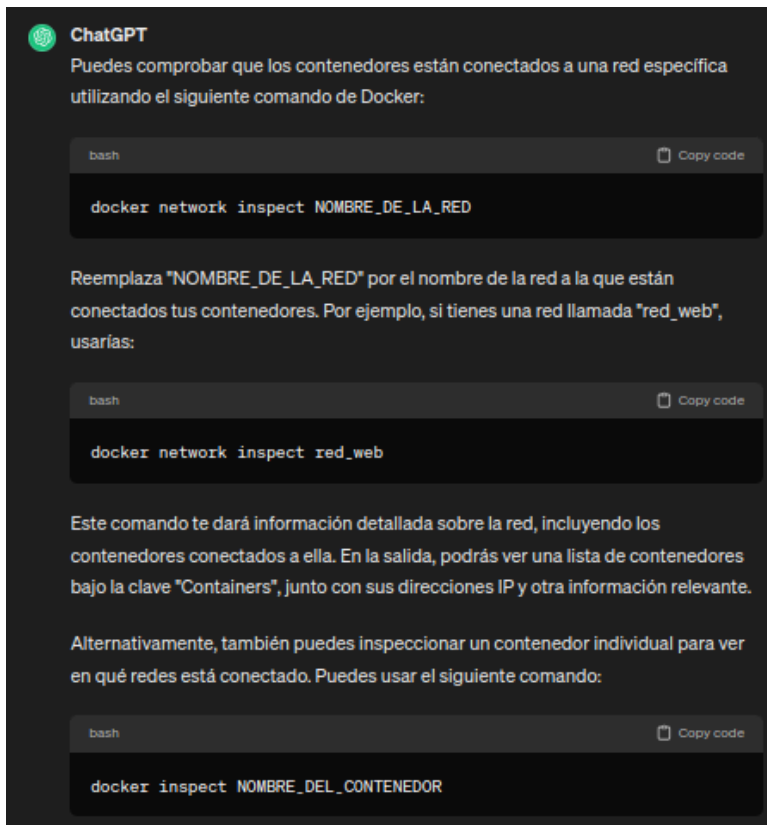 ChatGPT
Puedes comprobar que los contenedores están conectados a una red específica
utilizando el siguiente comando de Docker:
bash Copy code
docker network inspect NOMBRE_DE_LA_RED
Reemplaza "NOMBRE_DE_LA_RED" por el nombre de la red a la que están
conectados tus contenedores. Por ejemplo, si tienes una red llamada "red_web",
usarías:
bash Copy code
docker network inspect red_web
Este comando te dará información detallada sobre la red, incluyendo los
contenedores conectados a ella. En la salida, podrás ver una lista de contenedores
bajo la clave "Containers", junto con sus direcciones IP y otra información relevante.
Alternativamente, también puedes inspeccionar un contenedor individual para ver
en qué redes está conectado. Puedes usar el siguiente comando:
bash Copy code
docker inspect NOMBRE_DEL_CONTENEDOR